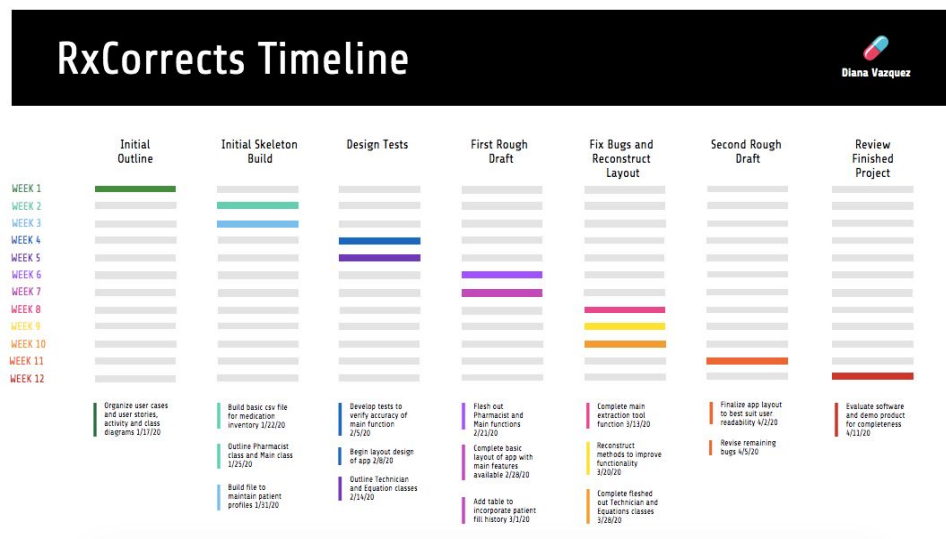 RxCorrects Timeline
Diana Vazquez
Initial
Outline
Initial Skeleton
Build
Design Tests
First Rough
Draft
Fix Bugs and
Reconstruct
Layout
Second Rough
Draft
Review
Finished
Project
WEEK 1
WEEK 2
WEEK 3
WEEK 4
WEEK 5
WEEK 6
WEEK 7
WEEK 8
WEEK 9
WEEK 10
WEEK 11
WEEK 12
Organize user cases
and user stories,
activity and class
diagrams 1/17/20
Build basic csv file
for medication
inventory 1/22/20
Outline Pharmacist
class and Main class
1/25/20
Build file to
maintain patient
profiles 1/31/20
Develop tests to
verify accuracy of
main function
2/5/20
Begin layout design
of app 2/8/20
Outline Technician
and Equation classes
2/14/20
Flesh out
Pharmacist and
Main functions
2/21/20
Complete basic
layout of app with
main features
available 2/28/20
Add table to
incorporate patient
fill history 3/1/20
Complete main
extraction tool
function 3/13/20
Reconstruct
methods to improve
functionality
3/20/20
Complete fleshed
out Technician and
Equations classes
3/28/20
Finalize app layout
to best suit user
readability 4/2/20
Revise remaining
bugs 4/5/20
Evaluate software
and demo product
for completeness
4/11/20